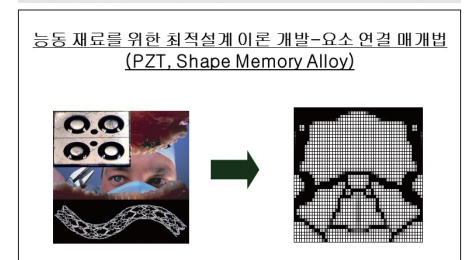 능동 재료를 위한 최적설계 이론 개발-요소 연결 매개법
(PZT, Shape Memory Alloy)